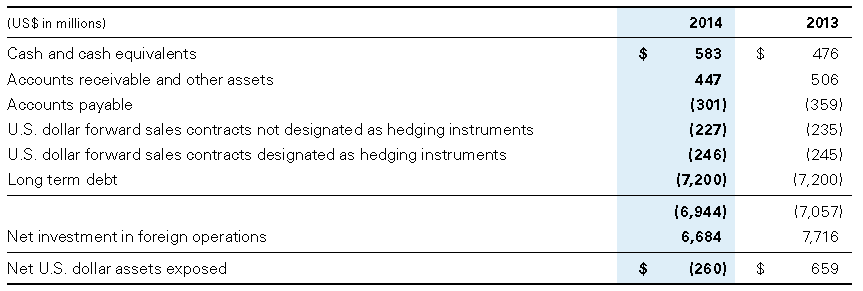 (US$ in millions) 2014 2013
Cash and cash equivalents $ 583 $ 476
Accounts receivable and other assets 447 506
Accounts payable (301) (359)
U.S. dollar forward sales contracts not designated as hedging instruments (227) (235)
U.S. dollar forward sales contracts designated as hedging instruments (246) (245)
Long term debt (7,200) (7,200)
(6,944) (7,057)
Net investment in foreign operations 6,684 7,716
Net U.S. dollar assets exposed $ (260) $ 659